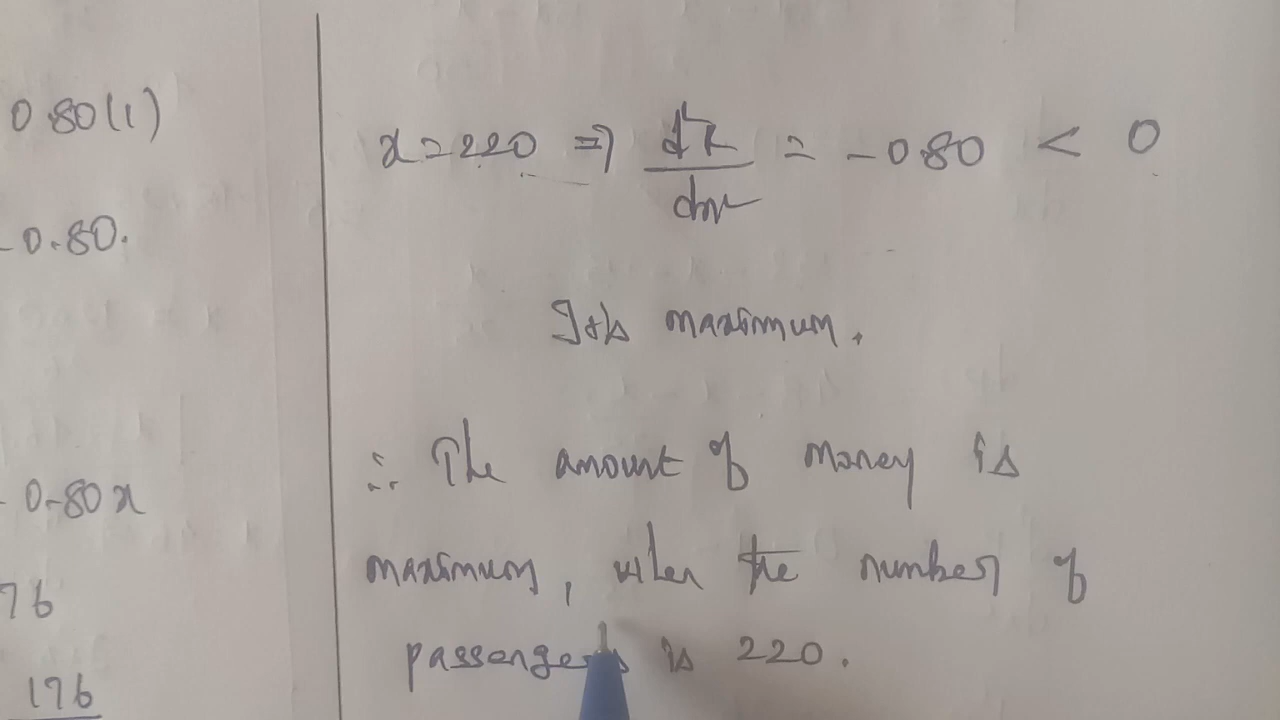 0.80(1)
-0.80.
- 0.80x
76
176
x=220 ⇒ d²R/dx² = -0.80 < 0
It is maximum.
∴ The amount of money is
maximum, when the number of
passengers is 220.